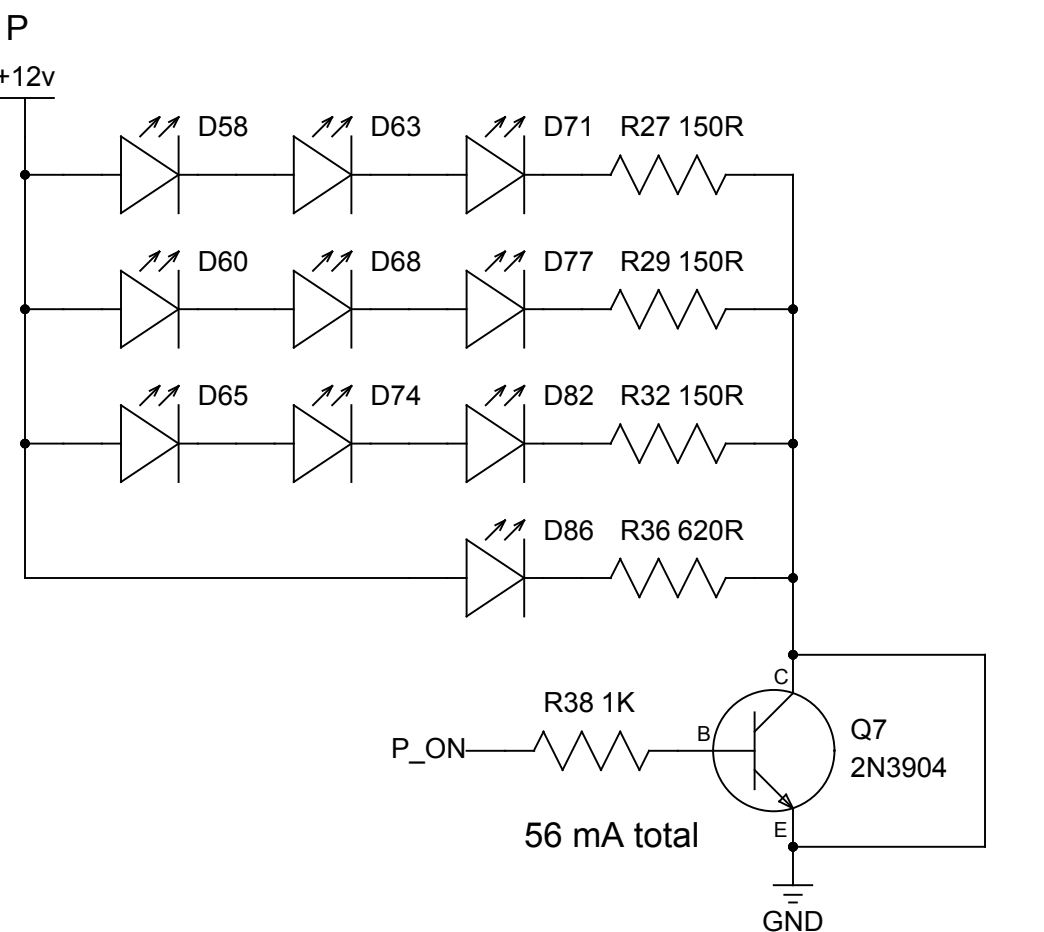 P
+12v
D58 D63 D71 R27 150R
D60 D68 D77 R29 150R
D65 D74 D82 R32 150R
D86 R36 620R
C
R38 1K
B
Q7
P_ON
2N3904
E
56 mA total
GND